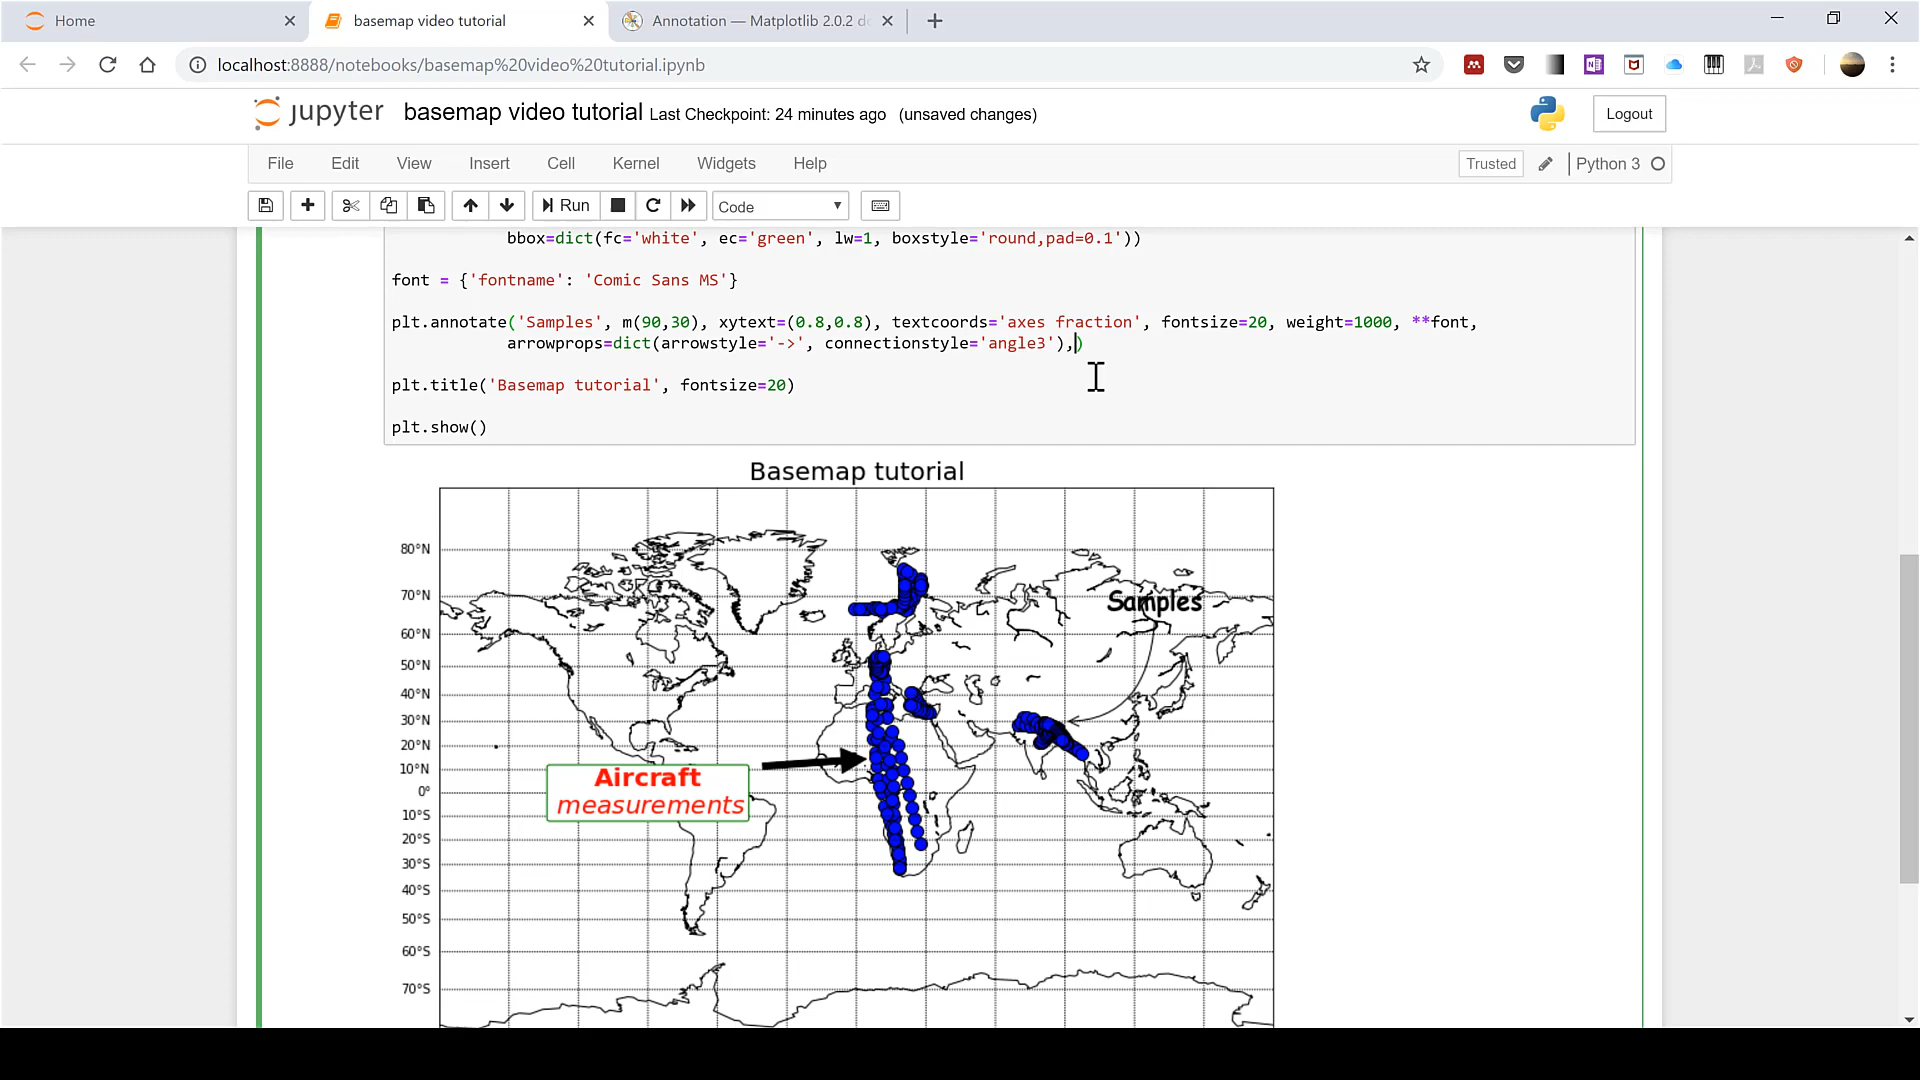 Home
basemap video tutorial
Annotation — Matplotlib 2.0.2 d
localhost:8888/notebooks/basemap%20video%20tutorial.ipynb
jupyter
basemap video tutorial Last Checkpoint: 24 minutes ago (unsaved changes)
Logout
File Edit View Insert Cell Kernel Widgets Help
Trusted
Python 3
Run
Code
bbox=dict(fc='white', ec='green', lw=1, boxstyle='round,pad=0.1'))
font = {'fontname': 'Comic Sans MS'}
plt.annotate('Samples', m(90,30), xytext=(0.8,0.8), textcoords='axes fraction', fontsize=20, weight=1000, **font,
arrowprops=dict(arrowstyle='->', connectionstyle='angle3'),)
plt.title('Basemap tutorial', fontsize=20)
plt.show()
Basemap tutorial
80°N
70°N
Samples
60°N
50°N
40°N
30°N
20°N
10°N
Aircraft
measurements
0°
10°S
20°S
30°S
40°S
50°S
60°S
70°S